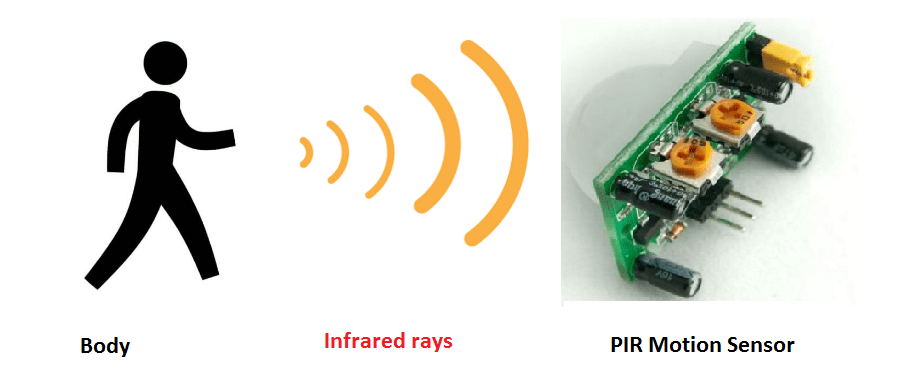 Body
Infrared rays
PIR Motion Sensor